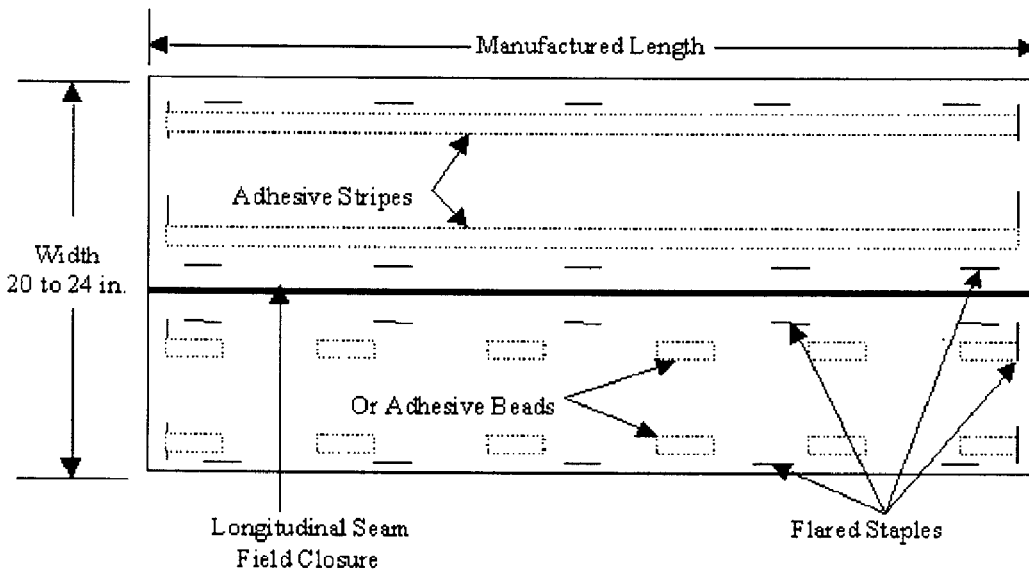 Manufactured Length
Adhesive Stripes
Width
20 to 24 in.
Or Adhesive Beads
Longitudinal Seam
Field Closure
Flared Staples